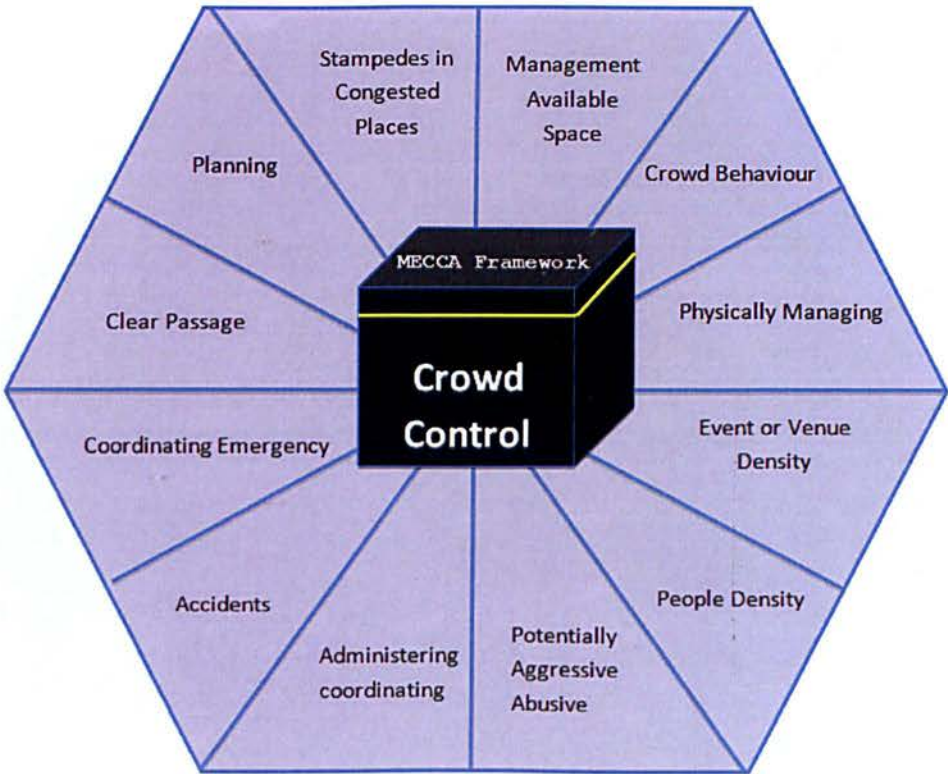 Stampedes in
Congested
Places
Management
Available
Space
Planning
Crowd Behaviour
MECCA Framework
Clear Passage
Physically Managing
Crowd
Control
Coordinating Emergency
Event or Venue
Density
Accidents
People Density
Administering
coordinating
Potentially
Aggressive
Abusive